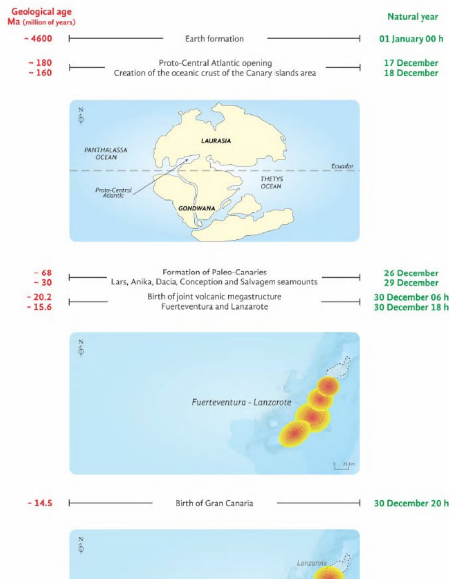 Geological age
Ma (million of years)
Natural year
~ 4600
Earth formation
01 January 00 h
~ 180
Proto-Central Atlantic opening
17 December
~ 160
Creation of the oceanic crust of the Canary Islands area
18 December
N
LAURASIA
PANTHALASSA
OCEAN
Ecuador
THETYS
OCEAN
Proto-Central
Atlantic
GONDWANA
~ 68
Formation of Paleo-Canaries
26 December
~ 30
Lars, Anika, Dacia, Conception and Salvagem seamounts
29 December
~ 20.2
Birth of joint volcanic megastructure
30 December 06 h
~ 15.6
Fuerteventura and Lanzarote
30 December 18 h
N
Fuerteventura - Lanzarote
~ 14.5
Birth of Gran Canaria
30 December 20 h
N
Lanzarote